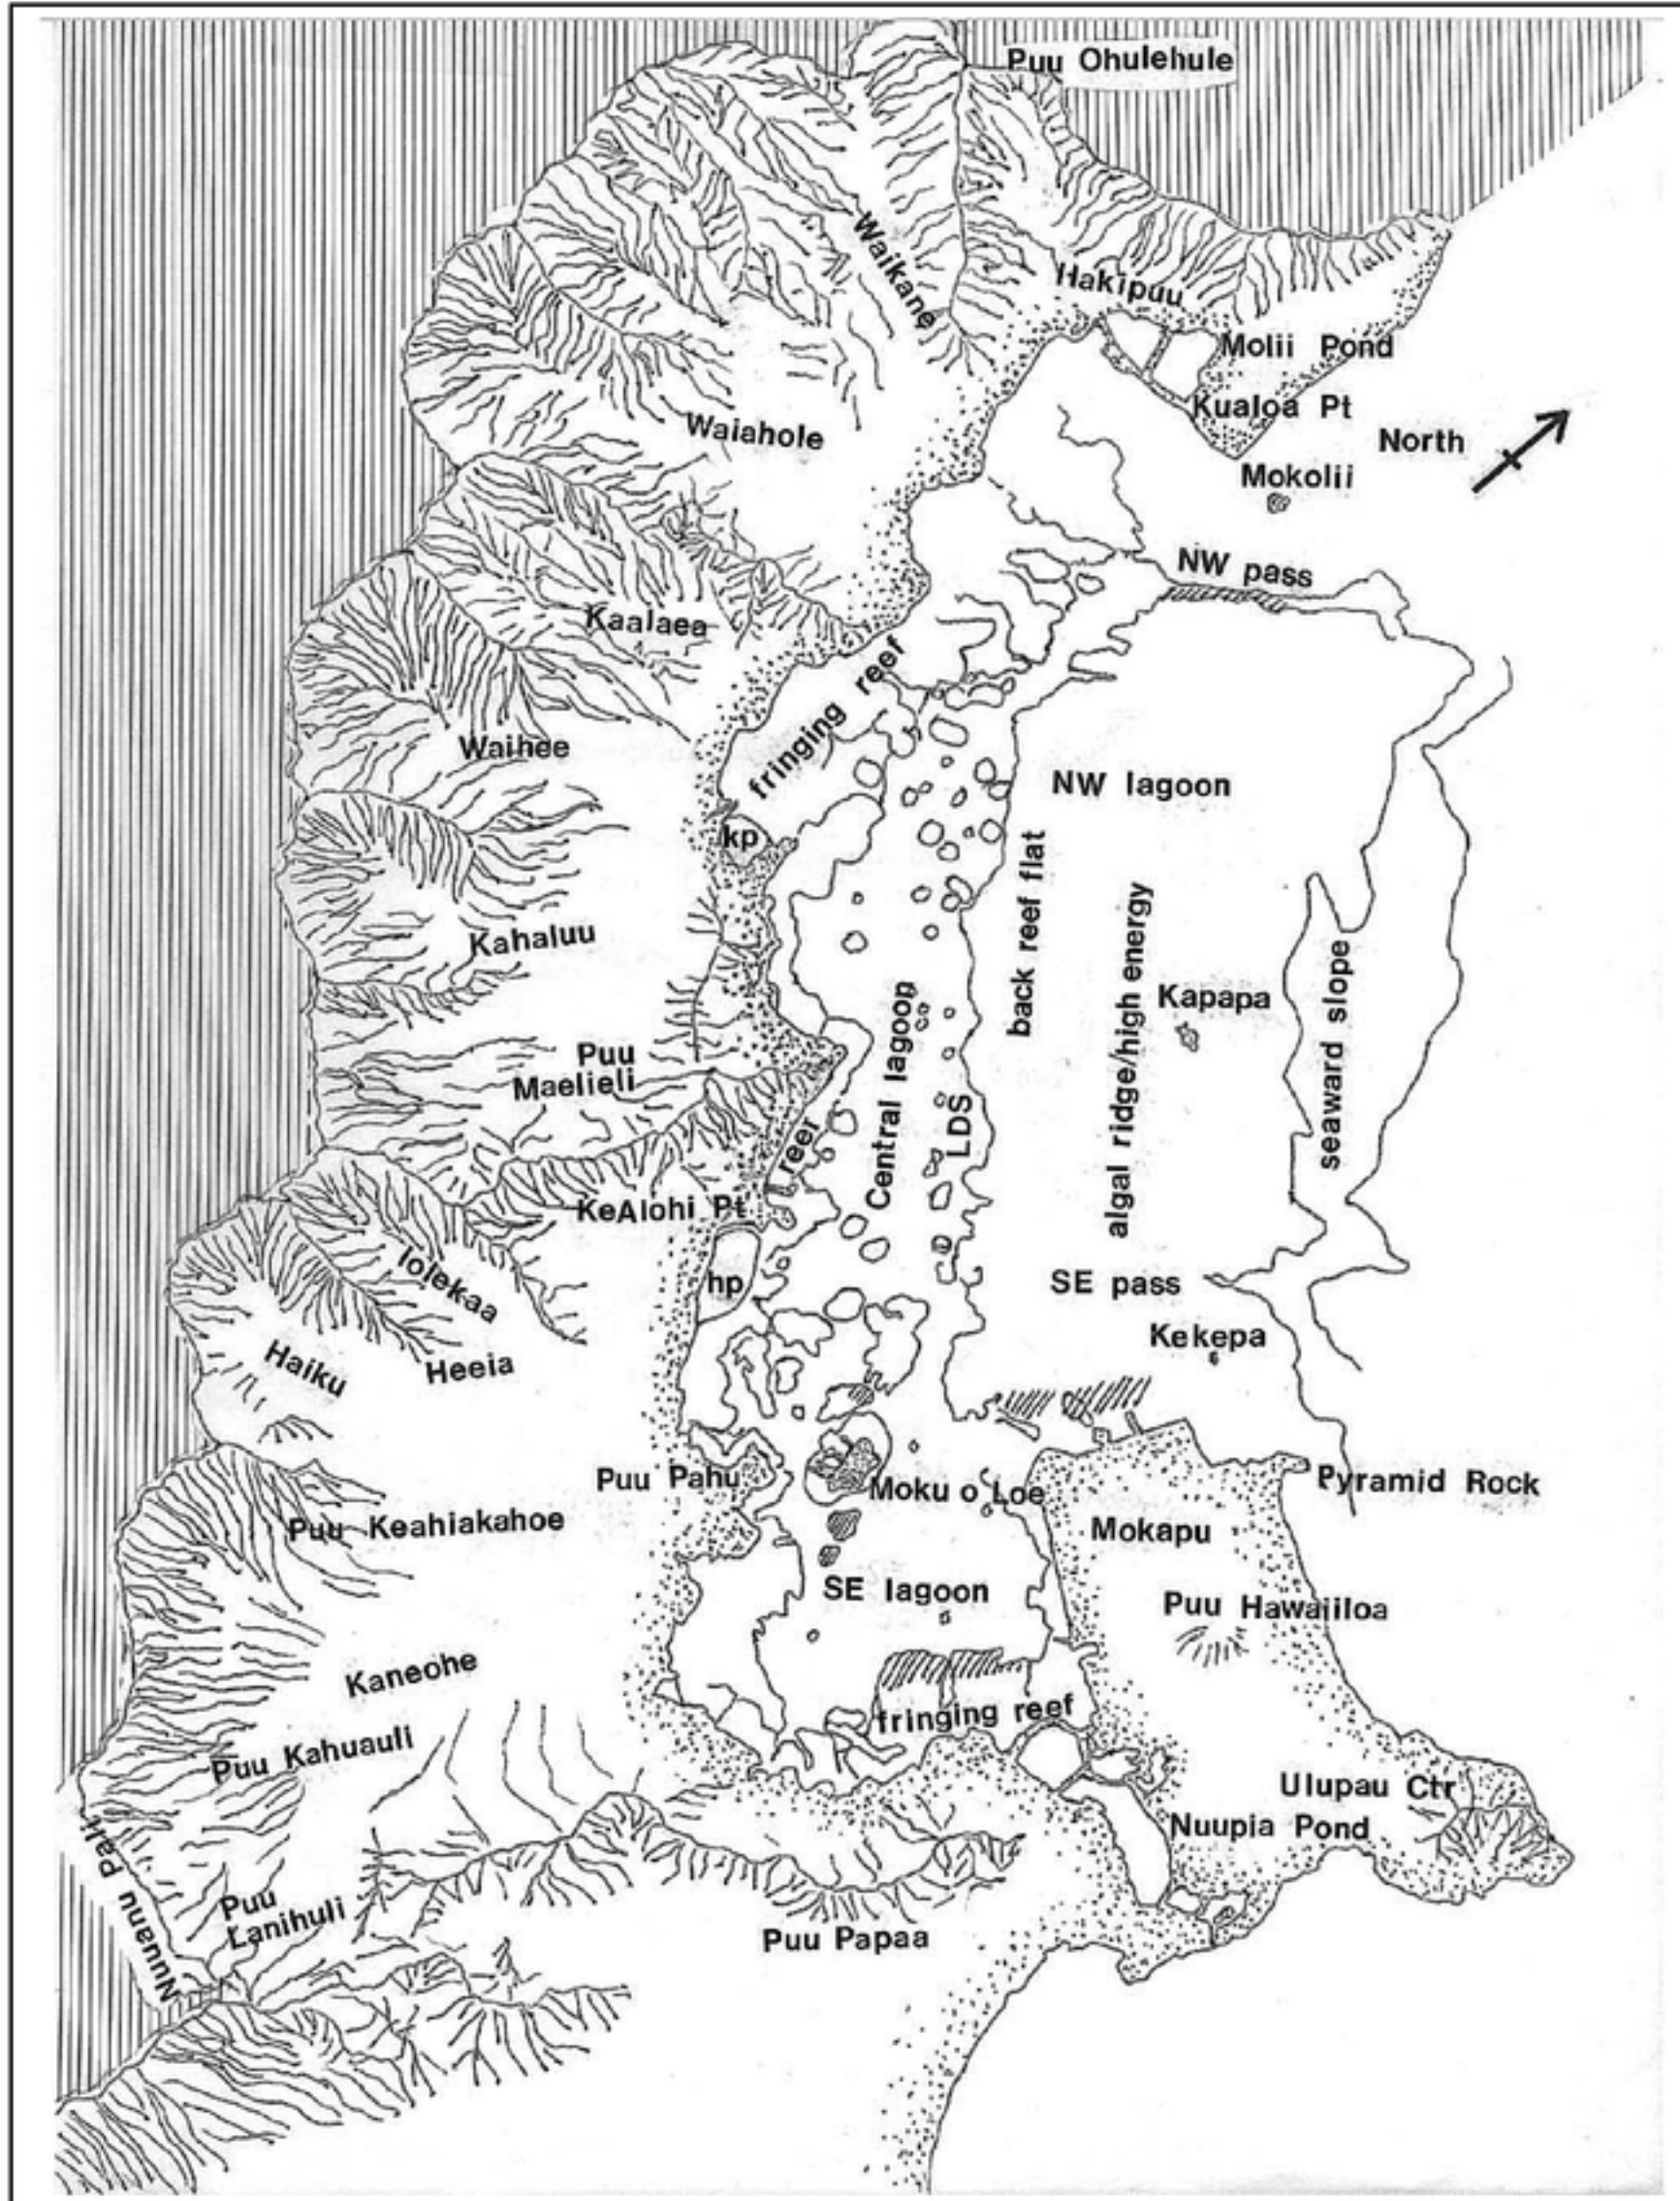 Puu Ohulehule
Waikane
Hakipuu
Molii Pond
Kualoa Pt
North
Mokolii
Waiahole
NW pass
Kaalaea
fringing reef
Waihee
NW lagoon
kp
back reef flat
algal ridge/high energy
Kahaluu
Kapapa
seaward slope
Central lagoon
Puu
Maelieli
LDS
reef
KeAlohi Pt
Iolekaa
hp
SE pass
Kekepa
Haiku
Heeia
Puu Pahu
Moku o Loe
Pyramid Rock
Puu Keahiakahoe
Mokapu
SE lagoon
Puu Hawaiiloa
Kaneohe
fringing reef
Puu Kahuauli
Ulupau Ctr
Nuupia Pond
Nuuanu Pali
Puu
Lanihuli
Puu Papaa